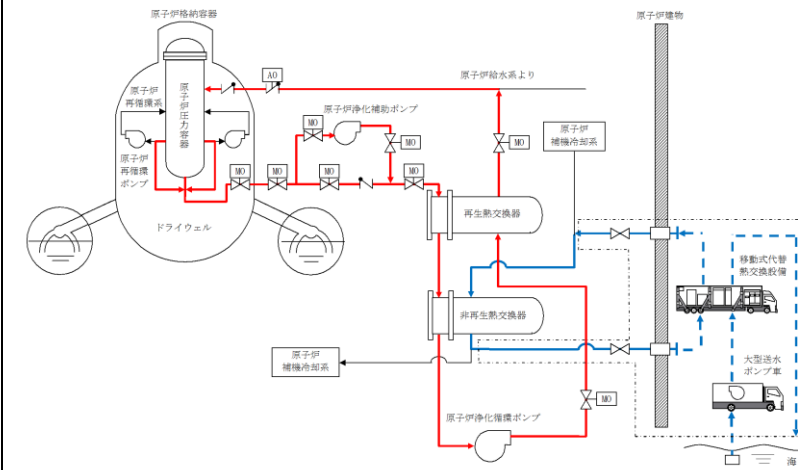 原子炉格納容器
原子炉建物
AO
原子炉給水系より
原子炉
再循環系
原子炉圧力容器
原子炉浄化補助ポンプ
MO
MO
原子炉
補機冷却系
MO
原子炉
再循環
ポンプ
MO
MO
MO
MO
再生熱交換器
ドライウェル
移動式代替
熱交換設備
非再生熱交換器
原子炉
補機冷却系
大型送水
ポンプ車
MO
原子炉浄化循環ポンプ
海